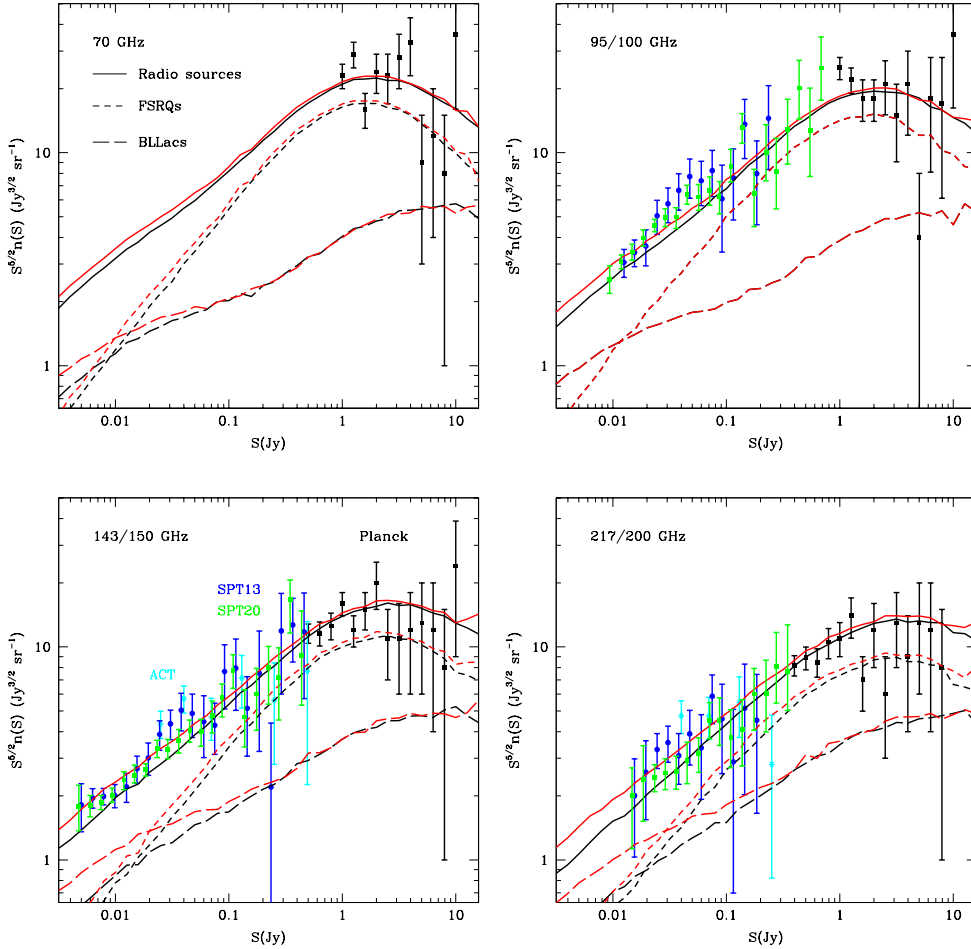 70 GHz
Radio sources
FSRQs
BLLacs
S^5/2n(S) (Jy^3/2 sr^-1)
10
1
0.01 0.1 1 10
S(Jy)
95/100 GHz
S^5/2n(S) (Jy^3/2 sr^-1)
10
1
0.01 0.1 1 10
S(Jy)
143/150 GHz
Planck
SPT13
SPT20
ACT
S^5/2n(S) (Jy^3/2 sr^-1)
10
1
0.01 0.1 1 10
S(Jy)
217/200 GHz
S^5/2n(S) (Jy^3/2 sr^-1)
10
1
0.01 0.1 1 10
S(Jy)